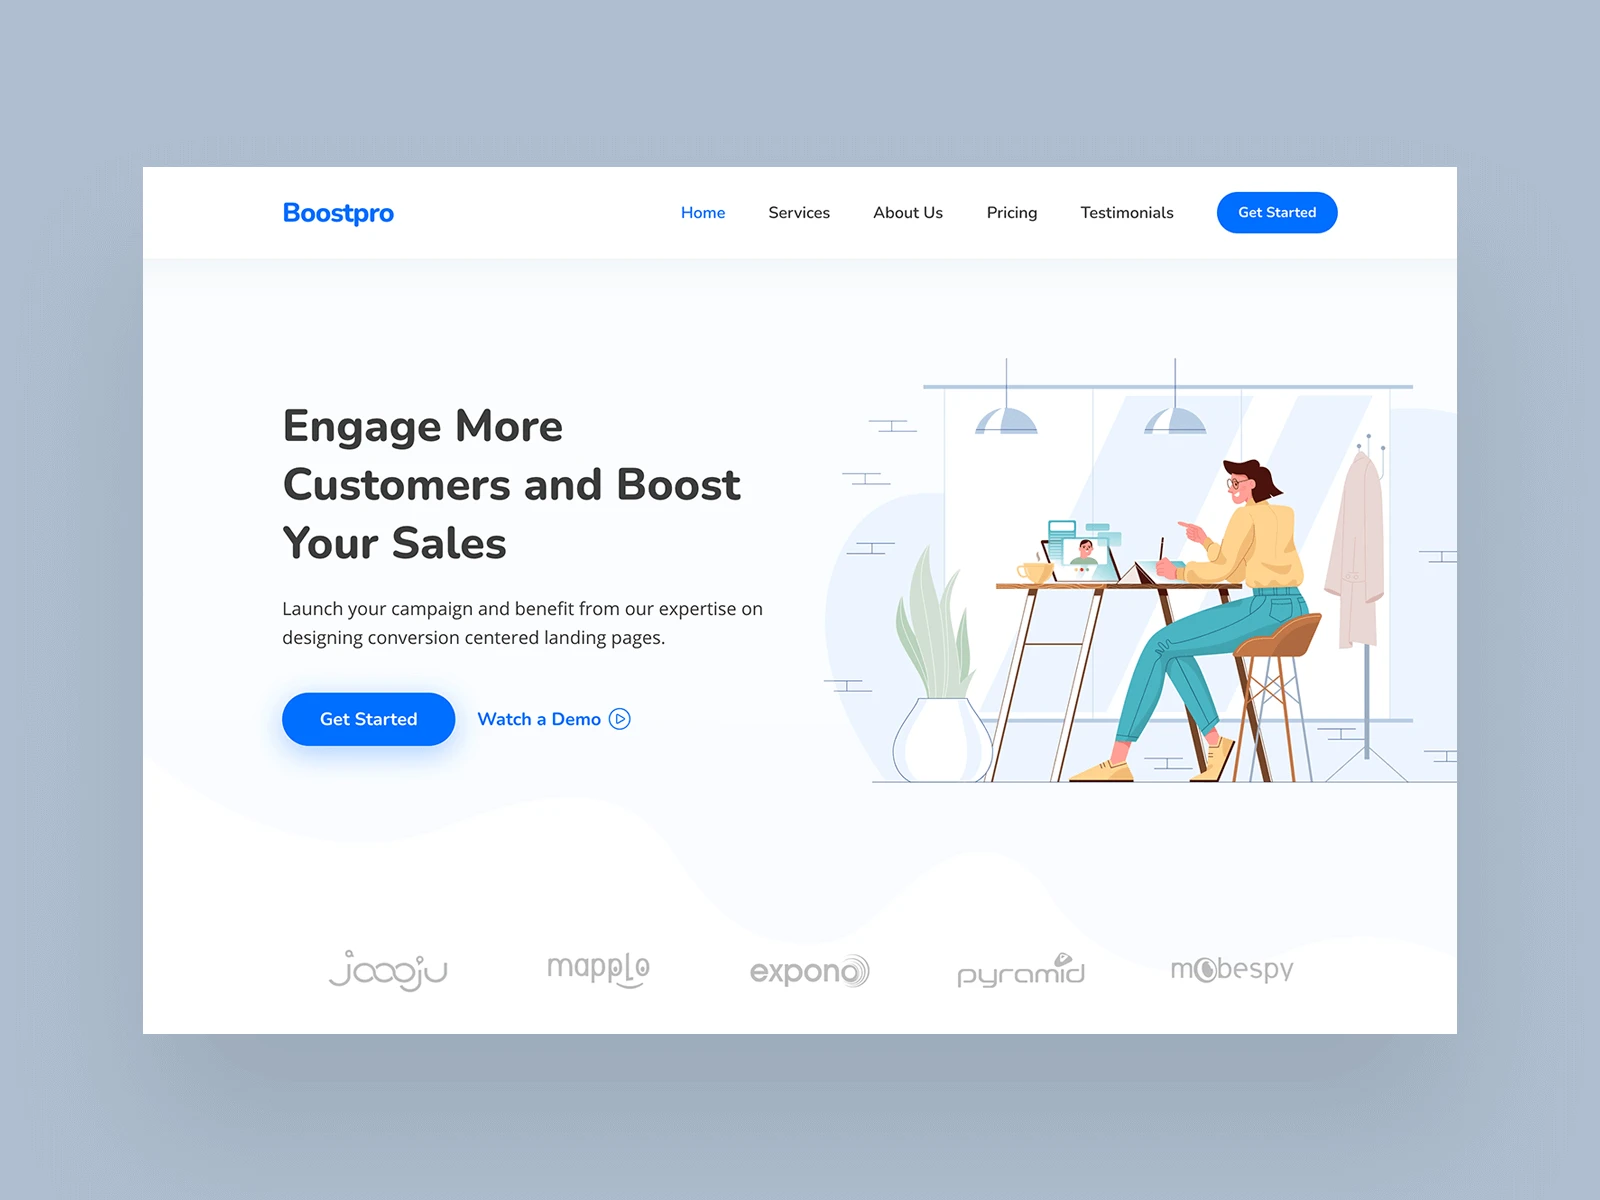 Boostpro
Home
Services
About Us
Pricing
Testimonials
Get Started
Engage More
Customers and Boost
Your Sales
Launch your campaign and benefit from our expertise on
designing conversion centered landing pages.
Get Started
Watch a Demo
joooju
mapplo
expono
pyramid
mobespy